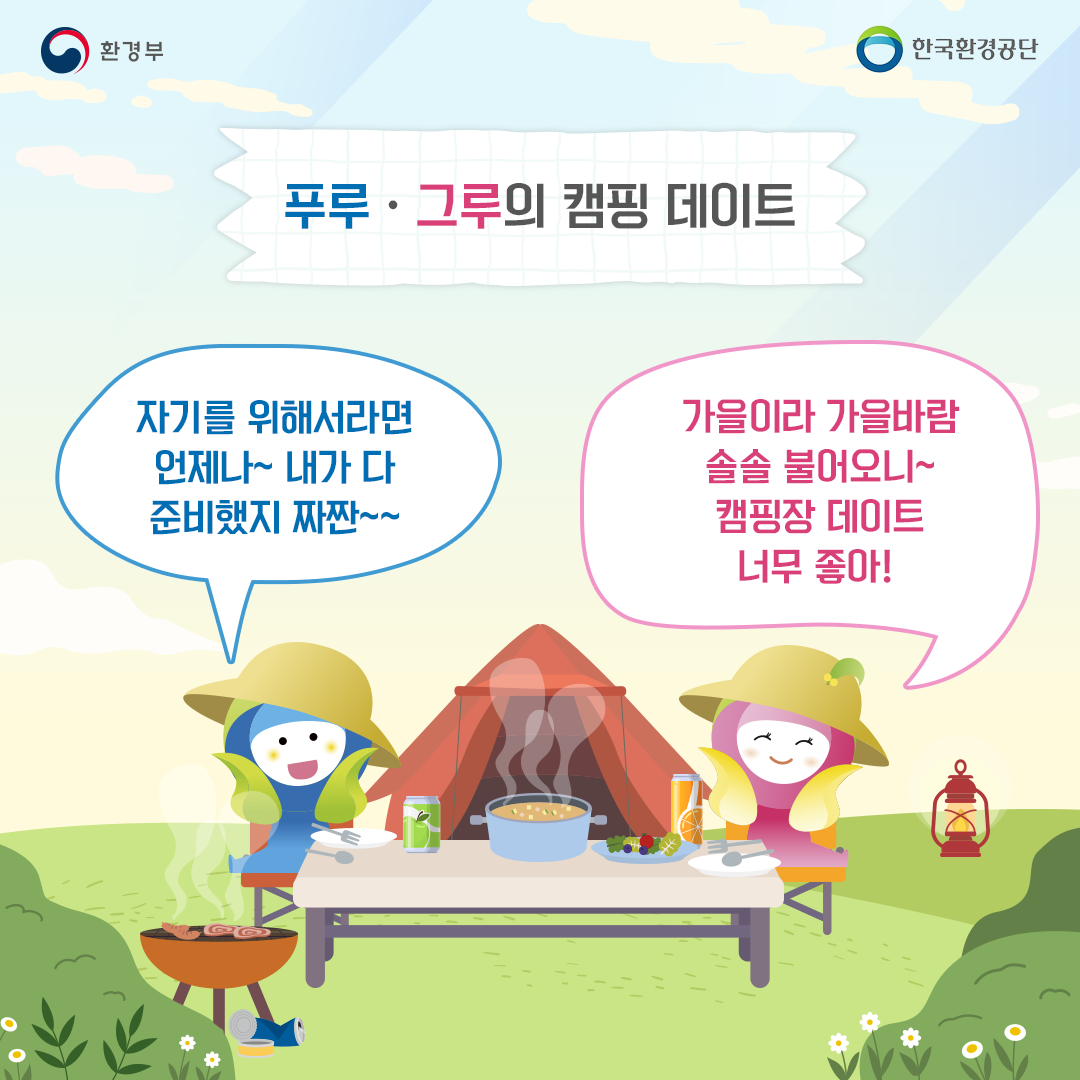 환경부
한국환경공단
푸루 · 그루의 캠핑 데이트
자기를 위해서라면
언제나~ 내가 다
준비했지 짜짠~~
가을이라 가을바람
솔솔 불어오니~
캠핑장 데이트
너무 좋아!